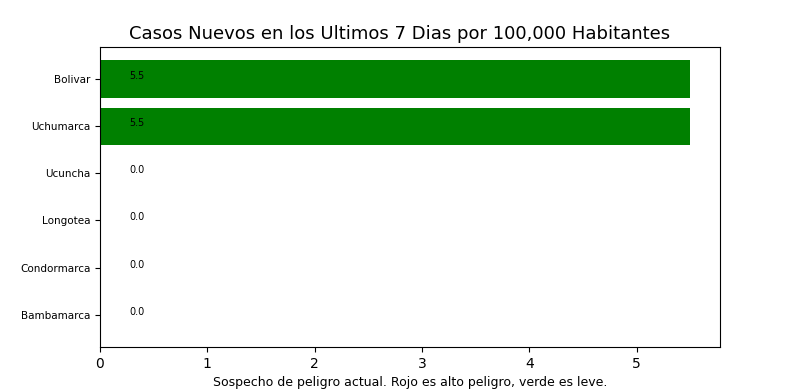 Casos Nuevos en los Ultimos 7 Dias por 100,000 Habitantes
Bolivar 5.5
Uchumarca 5.5
Ucuncha 0.0
Longotea 0.0
Condormarca 0.0
Bambamarca 0.0
0 1 2 3 4 5
Sospecho de peligro actual. Rojo es alto peligro, verde es leve.